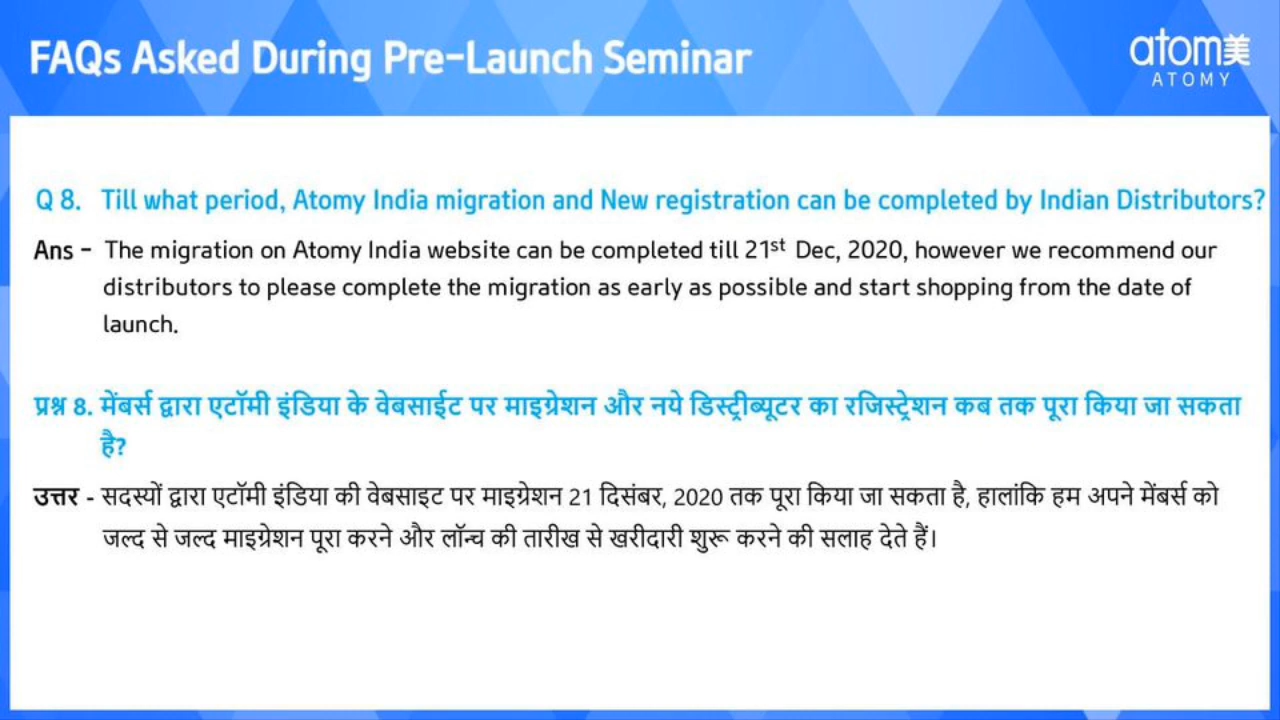 FAQs Asked During Pre-Launch Seminar
atom美
ATOMY
Q 8. Till what period, Atomy India migration and New registration can be completed by Indian Distributors?
Ans - The migration on Atomy India website can be completed till 21st Dec, 2020, however we recommend our
distributors to please complete the migration as early as possible and start shopping from the date of
launch.
प्रश्न 8. मेंबर्स द्वारा एटॉमी इंडिया के वेबसाईट पर माइग्रेशन और नये डिस्ट्रीब्यूटर का रजिस्ट्रेशन कब तक पूरा किया जा सकता
है?
उत्तर - सदस्यों द्वारा एटॉमी इंडिया की वेबसाइट पर माइग्रेशन 21 दिसंबर, 2020 तक पूरा किया जा सकता है, हालांकि हम अपने मेंबर्स को
जल्द से जल्द माइग्रेशन पूरा करने और लॉन्च की तारीख से खरीदारी शुरू करने की सलाह देते हैं।